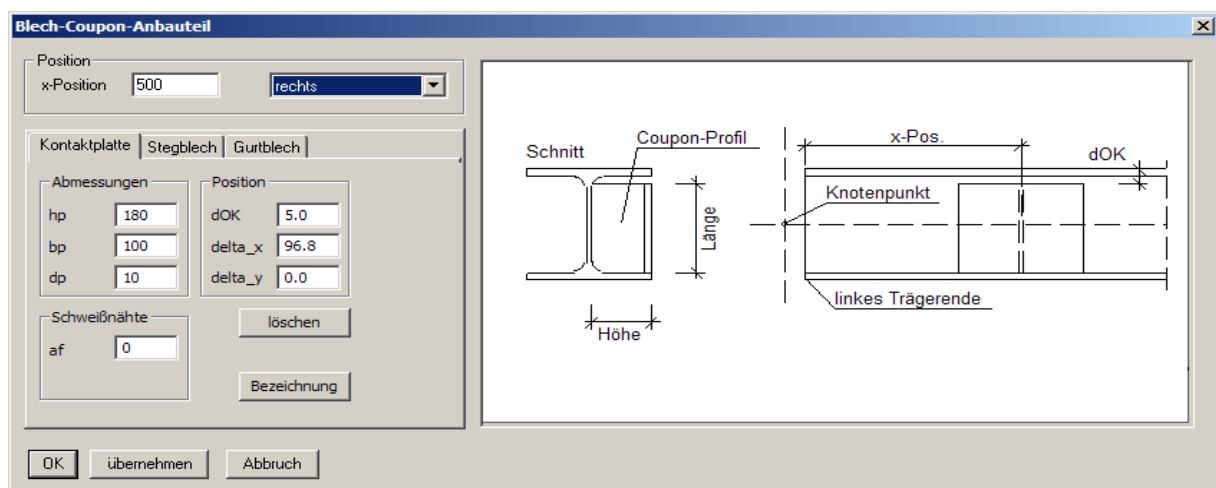 Blech-Coupon-Anbauteil
Position
x-Position 500 rechts
Kontaktplatte Stegblech Gurtblech
Abmessungen
hp 180
bp 100
dp 10
Position
dOK 5.0
delta_x 96.8
delta_y 0.0
Schweißnähte
af 0
löschen
Bezeichnung
OK übernehmen Abbruch
Schnitt
Coupon-Profil
Länge
Höhe
x-Pos.
dOK
Knotenpunkt
linkes Trägerende